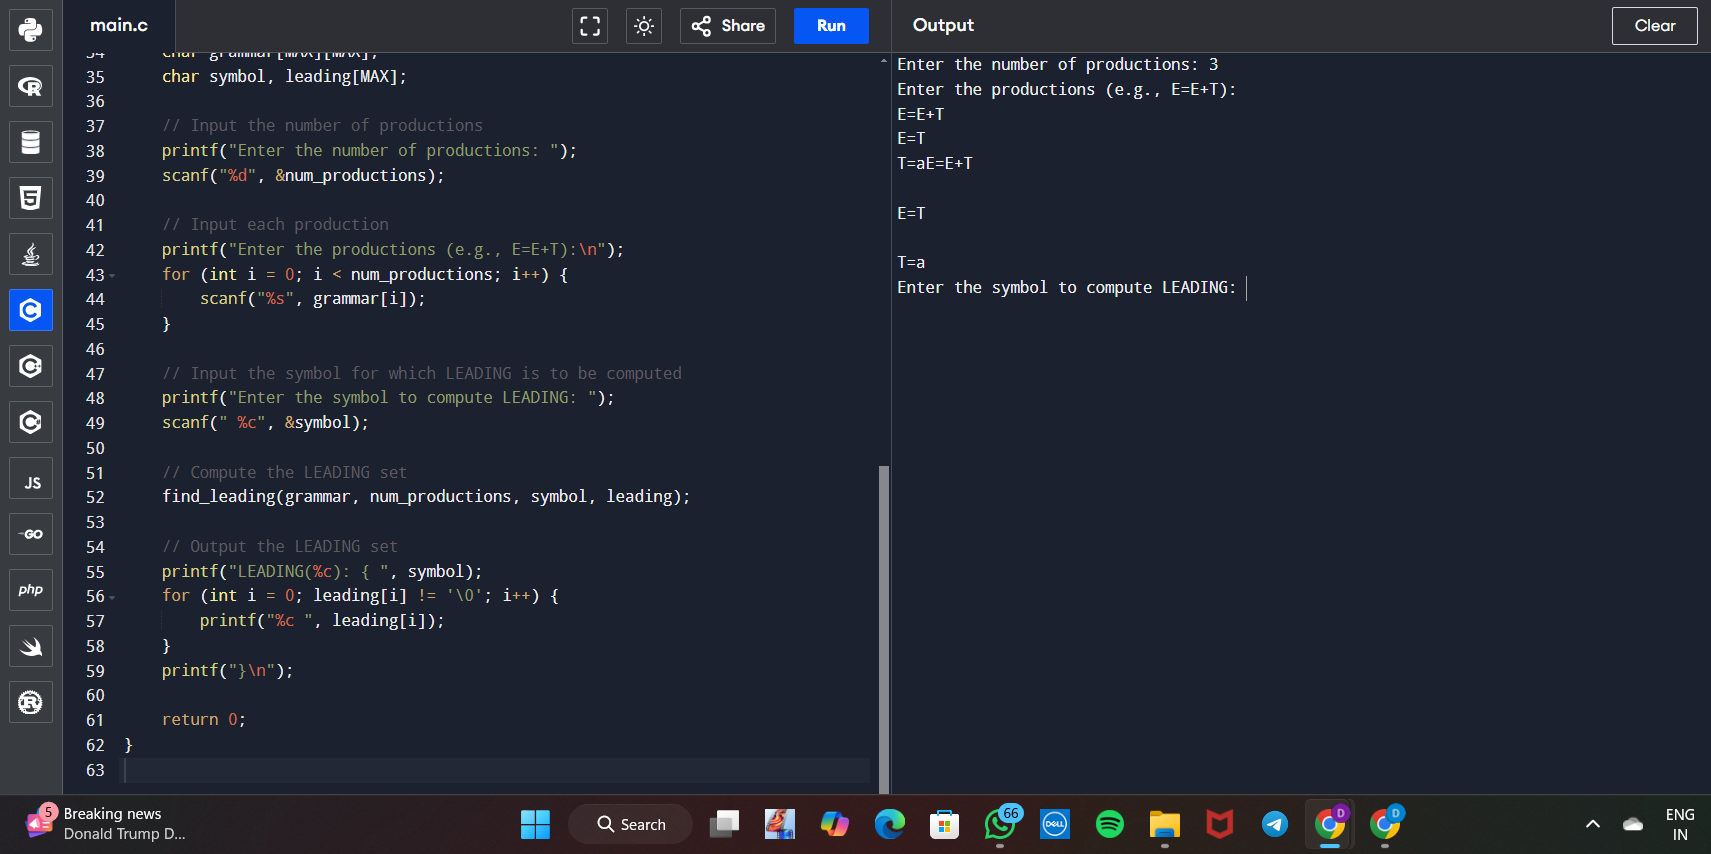 main.c
Share
Run
Output
Clear
34 char grammar[MAX][MAX];
35 char symbol, leading[MAX];
36
37 // Input the number of productions
38 printf("Enter the number of productions: ");
39 scanf("%d", &num_productions);
40
41 // Input each production
42 printf("Enter the productions (e.g., E=E+T):\n");
43 for (int i = 0; i < num_productions; i++) {
44 scanf("%s", grammar[i]);
45 }
46
47 // Input the symbol for which LEADING is to be computed
48 printf("Enter the symbol to compute LEADING: ");
49 scanf(" %c", &symbol);
50
51 // Compute the LEADING set
52 find_leading(grammar, num_productions, symbol, leading);
53
54 // Output the LEADING set
55 printf("LEADING(%c): { ", symbol);
56 for (int i = 0; leading[i] != '\0'; i++) {
57 printf("%c ", leading[i]);
58 }
59 printf("}\n");
60
61 return 0;
62 }
63
Enter the number of productions: 3
Enter the productions (e.g., E=E+T):
E=E+T
E=T
T=aE=E+T
E=T
T=a
Enter the symbol to compute LEADING:
R
5
C
C
C
JS
GO
php
R
5
Breaking news
Donald Trump D...
Search
66
DELL
D
D
ENG
IN